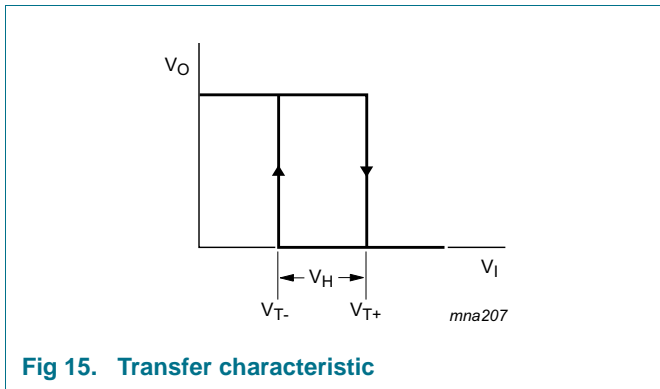 VO
VH
VI
VT-
VT+
mna207
Fig 15. Transfer characteristic